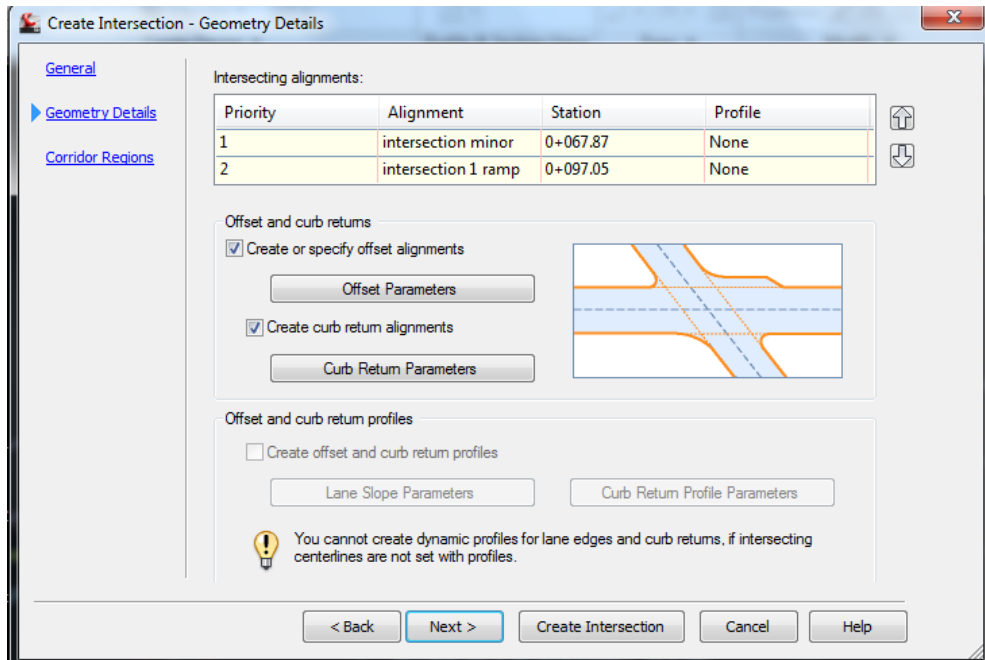 Create Intersection - Geometry Details
General
Geometry Details
Corridor Regions
Intersecting alignments:
Priority Alignment Station Profile
1 intersection minor 0+067.87 None
2 intersection 1 ramp 0+097.05 None
Offset and curb returns
Create or specify offset alignments
Offset Parameters
Create curb return alignments
Curb Return Parameters
Offset and curb return profiles
Create offset and curb return profiles
Lane Slope Parameters Curb Return Profile Parameters
You cannot create dynamic profiles for lane edges and curb returns, if intersecting
centerlines are not set with profiles.
< Back Next > Create Intersection Cancel Help